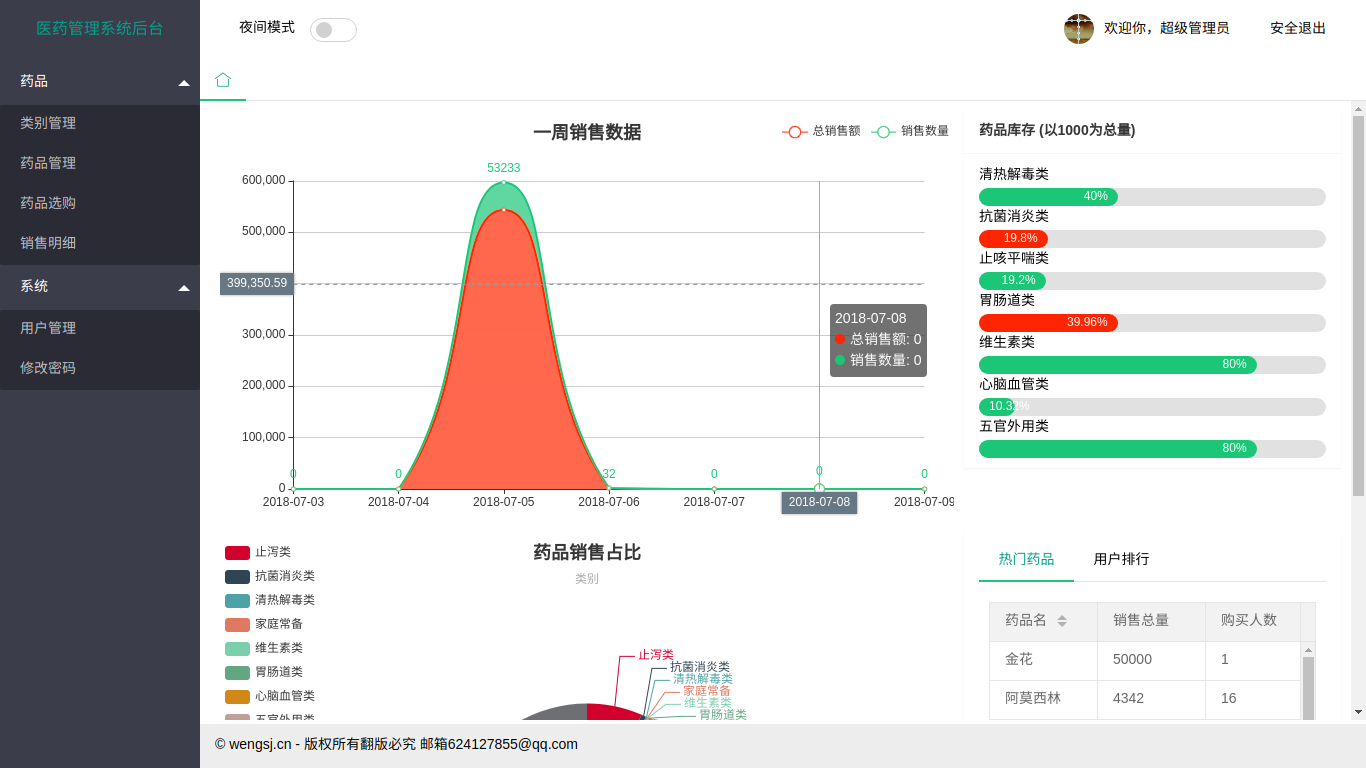 医药管理系统后台
药品
类别管理
药品管理
药品选购
销售明细
系统
用户管理
修改密码
夜间模式
欢迎你，超级管理员
安全退出
一周销售数据
总销售额 销售数量
53233
600,000
500,000
399,350.59
300,000
200,000
100,000
0
0 0 32 0 0 0
2018-07-03 2018-07-04 2018-07-05 2018-07-06 2018-07-07 2018-07-08 2018-07-09
2018-07-08
总销售额: 0
销售数量: 0
药品库存 (以1000为总量)
清热解毒类
40%
抗菌消炎类
19.8%
止咳平喘类
19.2%
胃肠道类
39.96%
维生素类
80%
心脑血管类
10.32%
五官外用类
80%
药品销售占比
类别
止泻类
抗菌消炎类
清热解毒类
家庭常备
维生素类
胃肠道类
心脑血管类
五官外用类
止泻类
抗菌消炎类
清热解毒类
家庭常备
维生素类
胃肠道类
热门药品 用户排行
药品名 销售总量 购买人数
金花 50000 1
阿莫西林 4342 16
© wengsj.cn - 版权所有翻版必究 邮箱624127855@qq.com